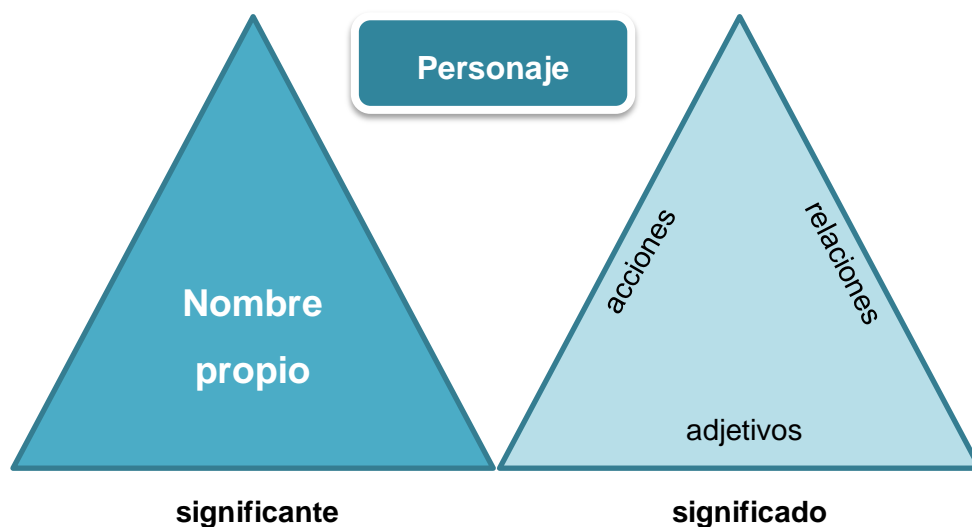 Personaje
Nombre
propio
acciones
relaciones
adjetivos
significante
significado